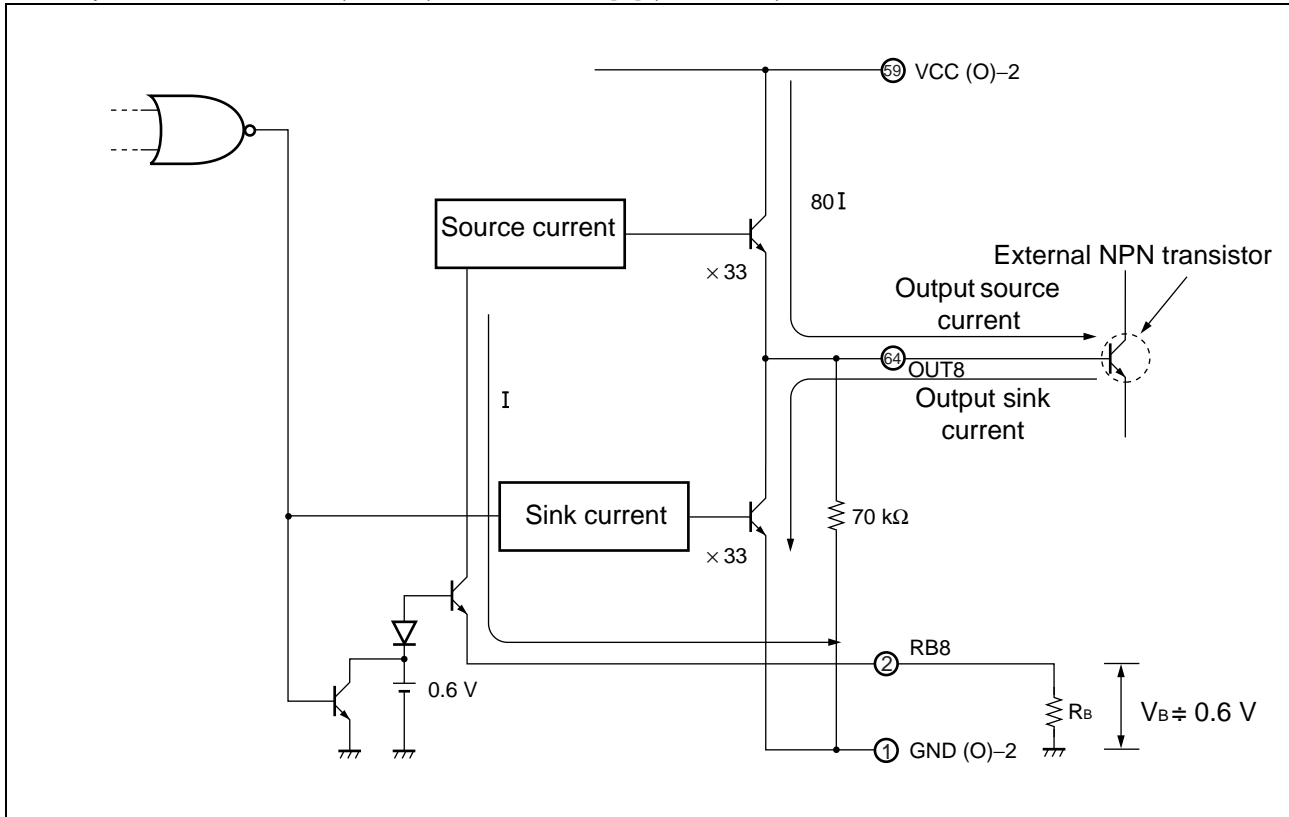 59 VCC (O)–2
80 I
Source current
External NPN transistor
× 33
Output source
current
64
OUT8
Output sink
current
I
Sink current
70 kΩ
× 33
RB8
2
0.6 V
RB
VB ≑ 0.6 V
1 GND (O)–2